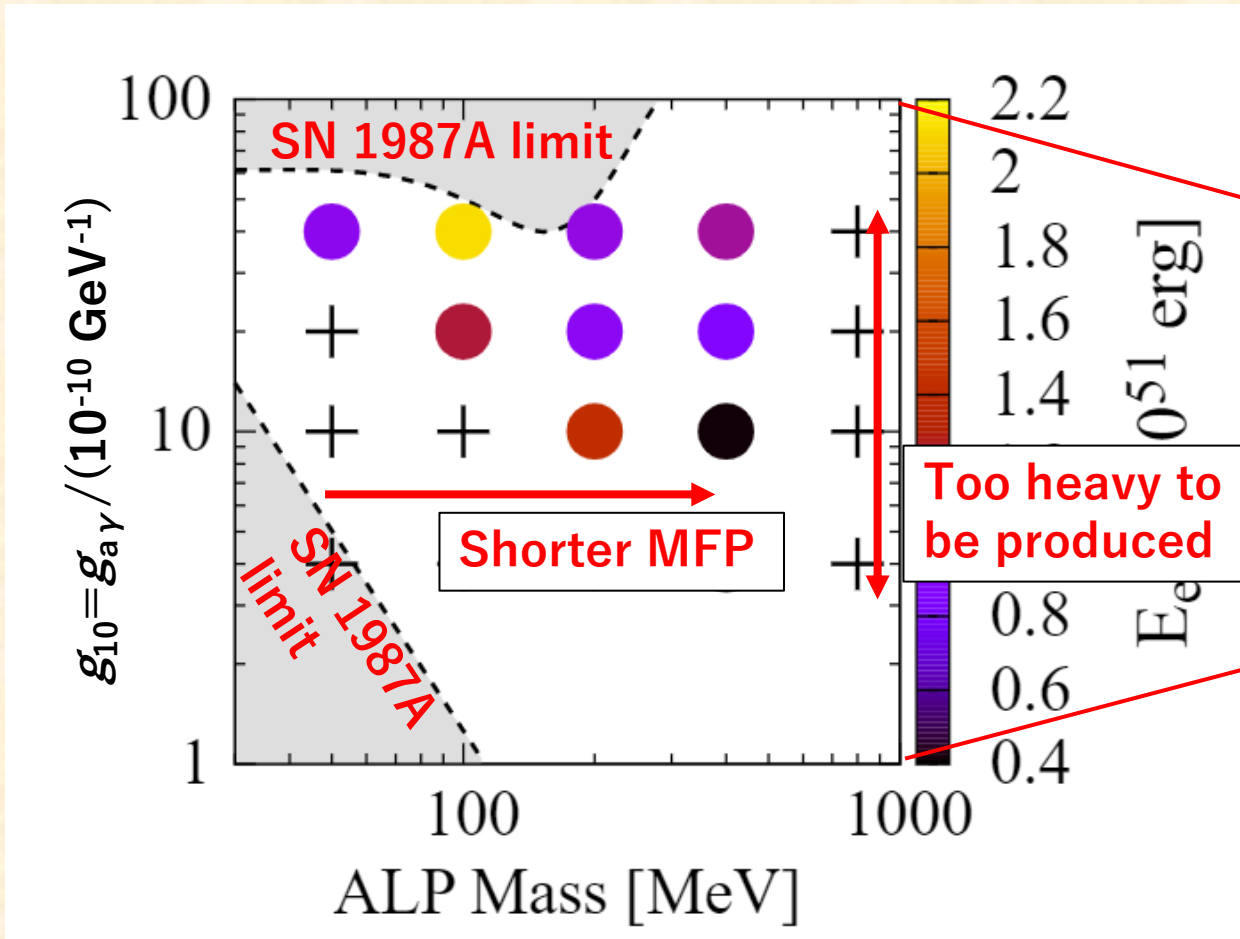 100
10
1
g₁₀=g_aγ/(10⁻¹⁰ GeV⁻¹)
SN 1987A limit
SN 1987A
limit
Shorter MFP
Too heavy to
be produced
100
1000
ALP Mass [MeV]
2.2
2
1.8
1.6
1.4
0.8
0.6
0.4
E
0⁵¹ erg]